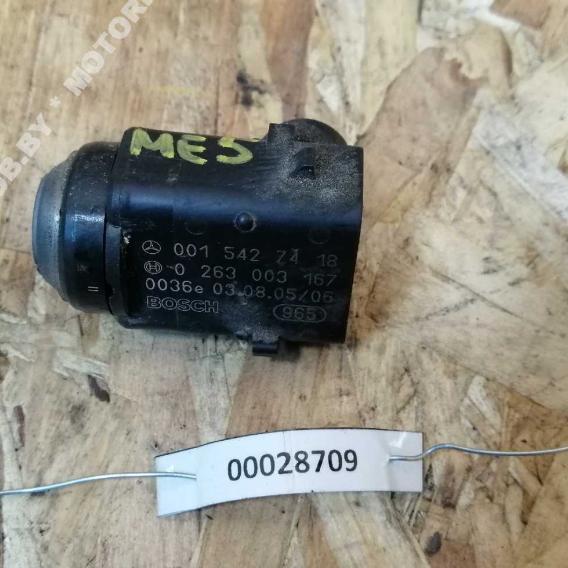 MES
001 542 74 18
0 263 003 167
0036e 03.08.05/06
BOSCH 965
00028709